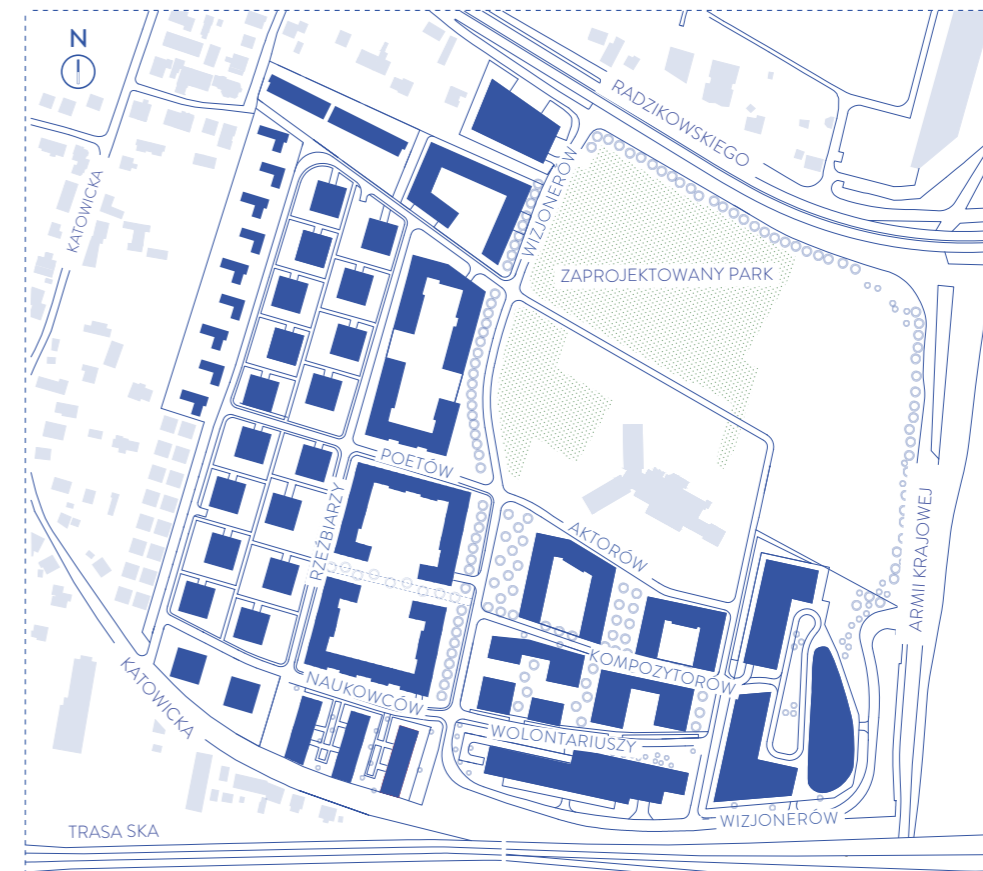 N
RADZIKOWSKIEGO
KATOWICKA
WIZJONERÓW
ZAPROJEKTOWANY PARK
POETÓW
RZEŹBIARZY
AKTORÓW
ARMII KRAJOWEJ
KOMPOZYTORÓW
NAUKOWCÓW
KATOWICKA
WOLONTARIUSZY
WIZJONERÓW
TRASA SKA